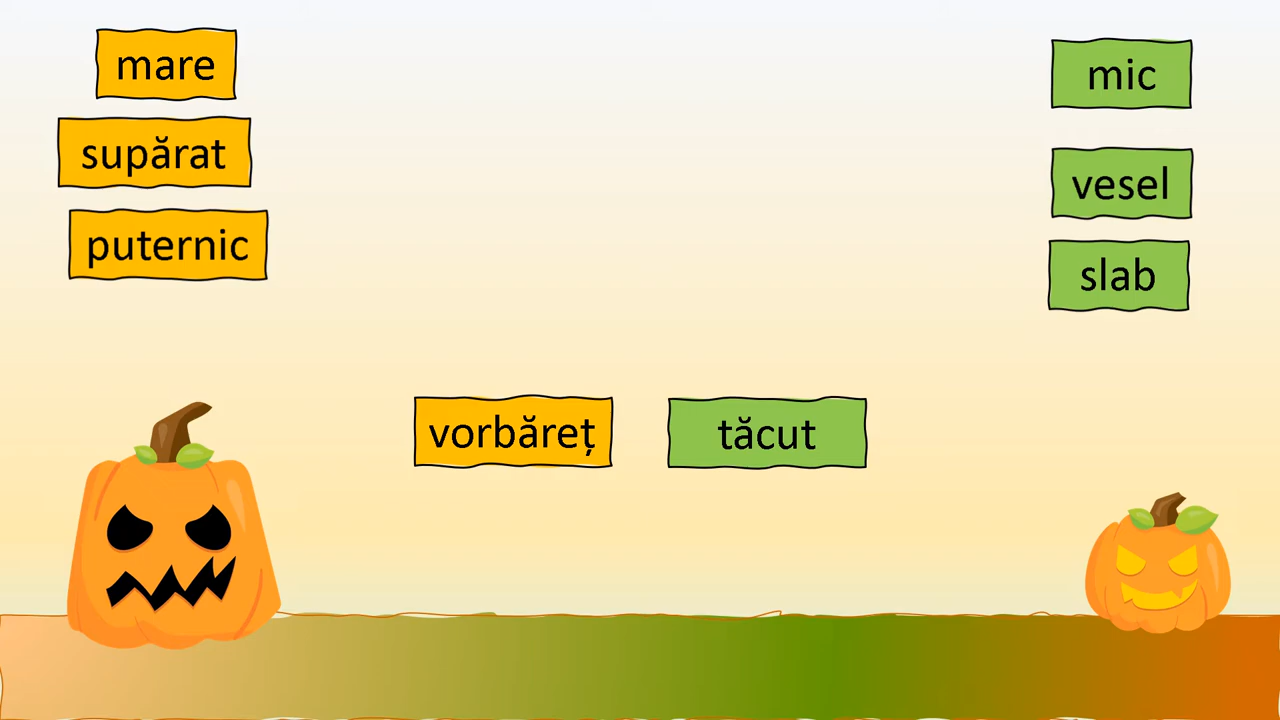 mare
supărat
puternic
mic
vesel
slab
vorbăreț
tăcut